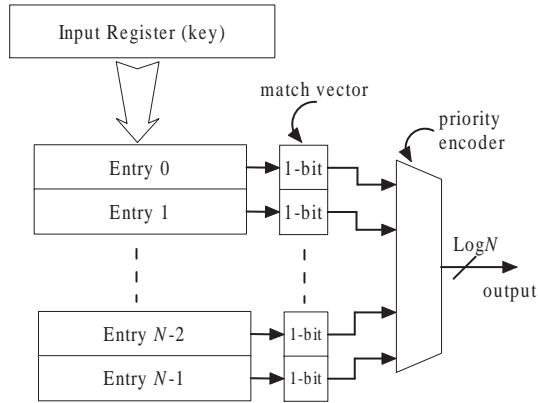 Input Register (key)
match vector
priority
encoder
Entry 0
1-bit
Entry 1
1-bit
LogN
output
Entry N-2
1-bit
Entry N-1
1-bit